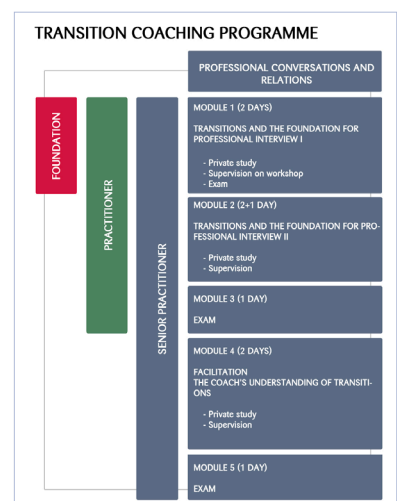 TRANSITION COACHING PROGRAMME
PROFESSIONAL CONVERSATIONS AND
RELATIONS
FOUNDATION
PRACTITIONER
SENIOR PRACTITIONER
MODULE 1 (2 DAYS)
TRANSITIONS AND THE FOUNDATION FOR
PROFESSIONAL INTERVIEW I
- Private study
- Supervision on workshop
- Exam
MODULE 2 (2+1 DAY)
TRANSITIONS AND THE FOUNDATION FOR PRO-
FESSIONAL INTERVIEW II
- Private study
- Supervision
MODULE 3 (1 DAY)
EXAM
MODULE 4 (2 DAYS)
FACILITATION
THE COACH'S UNDERSTANDING OF TRANSITI-
ONS
- Private study
- Supervision
MODULE 5 (1 DAY)
EXAM